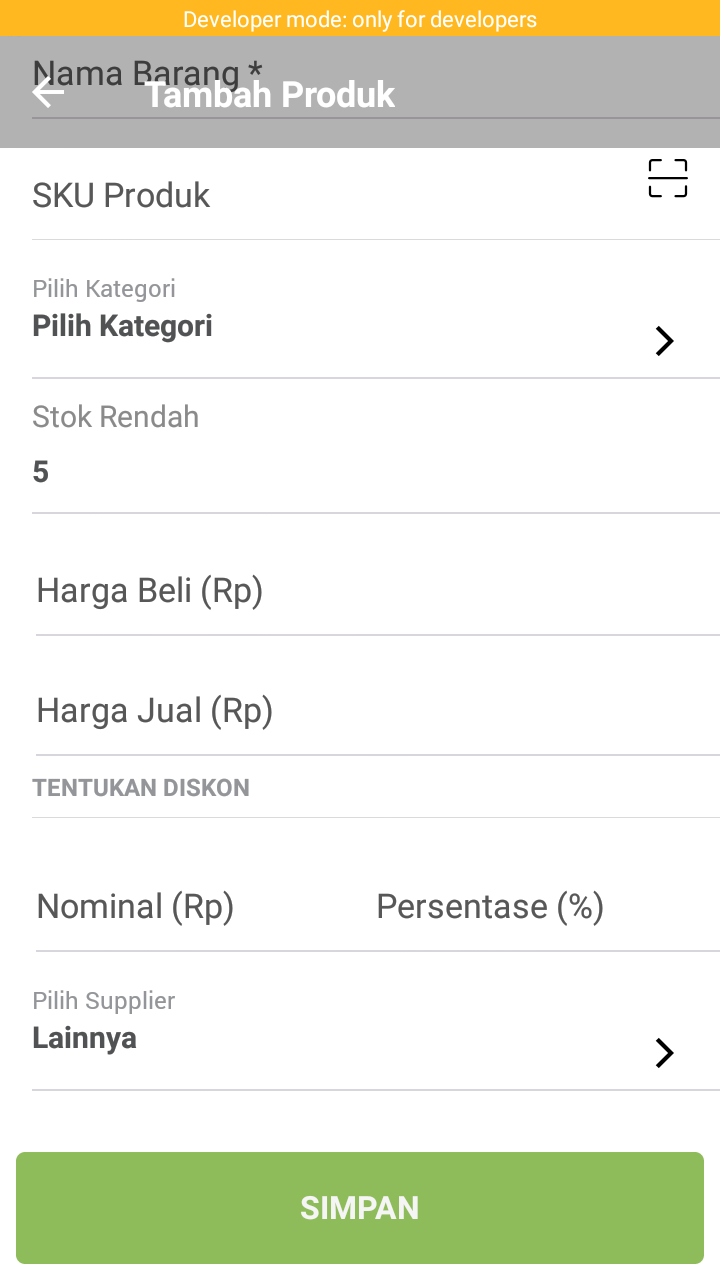 Developer mode: only for developers
Nama Barang *
Tambah Produk
SKU Produk
Pilih Kategori
Pilih Kategori
Stok Rendah
5
Harga Beli (Rp)
Harga Jual (Rp)
TENTUKAN DISKON
Nominal (Rp) Persentase (%)
Pilih Supplier
Lainnya
SIMPAN